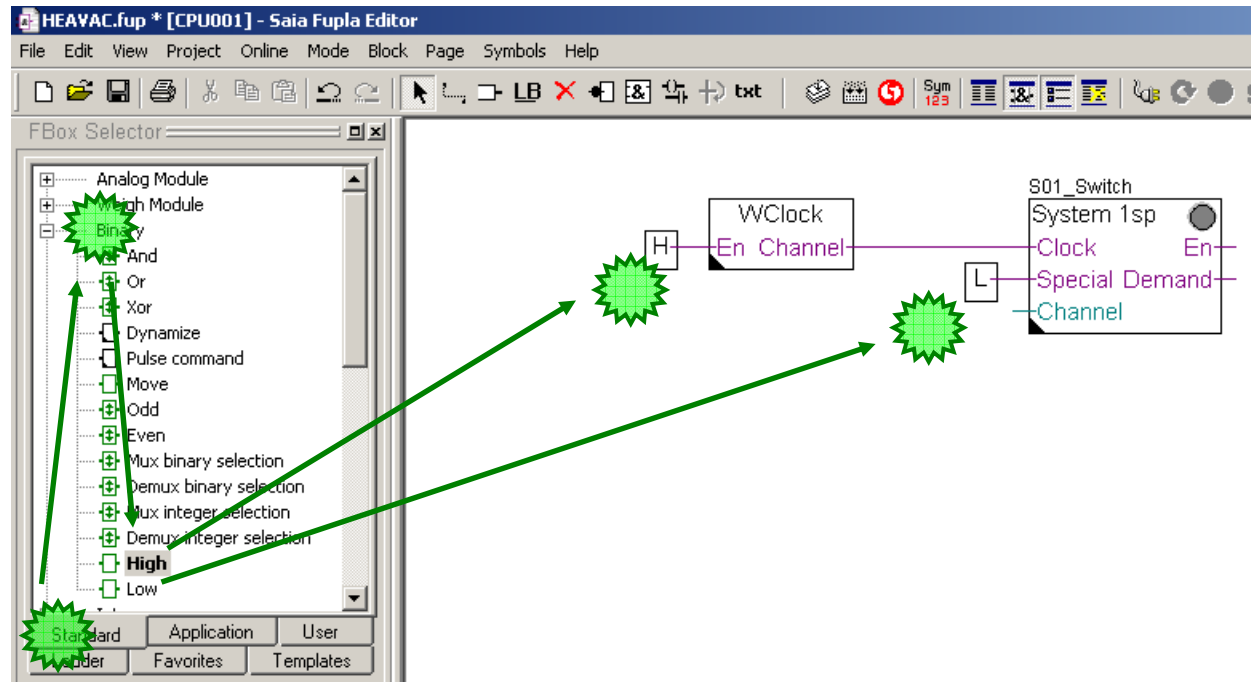 HEAVAC.fup * [CPU001] - Saia Fupla Editor
File Edit View Project Online Mode Block Page Symbols Help
LB & txt Sym 123
FBox Selector
Analog Module
Weigh Module
Binary
And
Or
Xor
Dynamize
Pulse command
Move
Odd
Even
Mux binary selection
Demux binary selection
Mux integer selection
Demux integer selection
High
Low
Standard Application User
Favorites Templates
S01_Switch
WClock
System 1sp
H En Channel
Clock En
L Special Demand
Channel